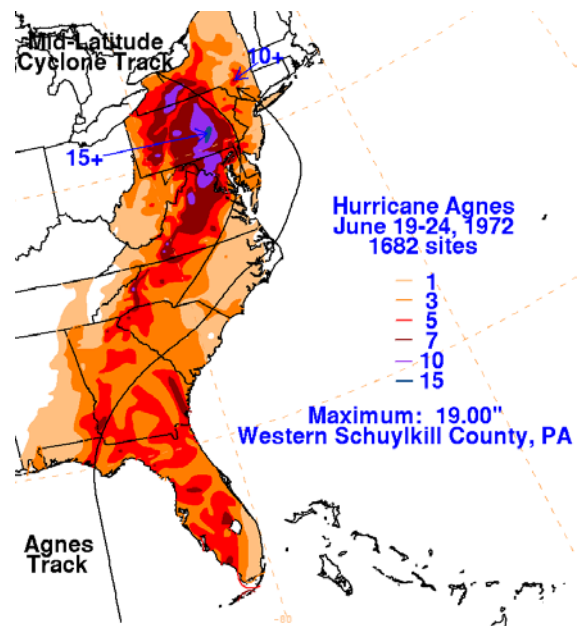 Mid-Latitude
Cyclone Track
10+
15+
Hurricane Agnes
June 19-24, 1972
1682 sites
1
3
5
7
10
15
Maximum: 19.00"
Western Schuylkill County, PA
Agnes
Track
-80